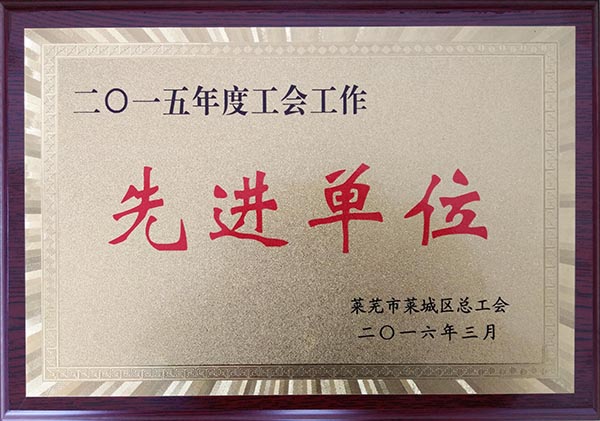 二〇一五年度工会工作
先进单位
莱芜市莱城区总工会
二〇一六年三月